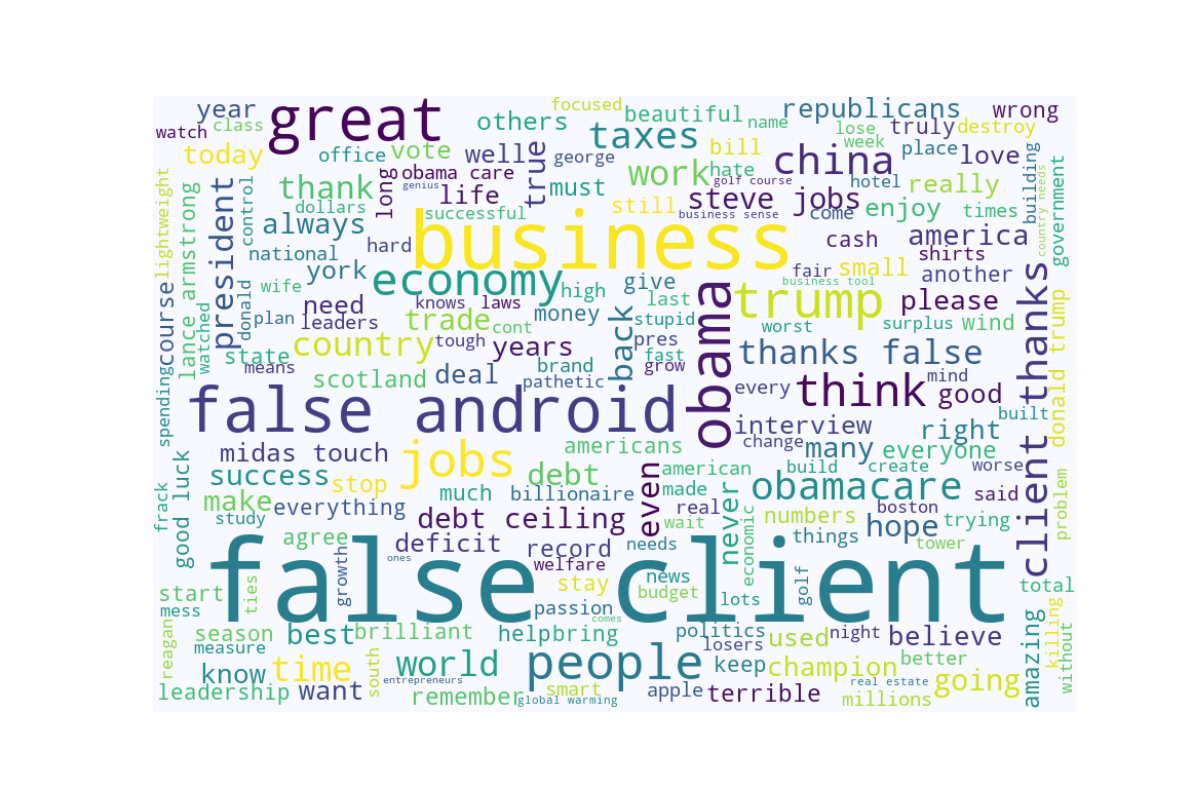 year
great
focused
beautiful
republicans
wrong
watch
class
others
taxes
name
lose
truly
destroy
today
office
vote
welle
true
george
bill
china
week
place
love
building
government
obama care
genius
long
life
must
work
hate
golf course
hotel
really
country needs
lightweight
lance armstrong
president
control
thank
dollars
successful
still
steve jobs
business sense
come
enjoy
times
always
business
cash
america
national
hard
shirts
york
economy
high
give
fair
small
another
wife
business tool
donald
need
knows
laws
money
last
trump
please
thanks
course
watched
plan
leaders
trade
cont
stupid
worst
surplus
wind
donald trump
state
country
tough
years
back
pres
obama
thanks false
means
fast
grow
spending
scotland
deal
brand
pathetic
every
think
mind
good
false android
built
interview
right
midas touch
jobs
americans
change
many
everyone
client
good luck
success
stop
debt
even
american
build
create
worse
frack
make
much
billionaire
made
never
obamacare
said
problem
everything
real
numbers
boston
study
debt ceiling
wait
hope
trying
agree
deficit
record
needs
economic
things
tower
ones
false client
growth
welfare
news
golf
start
ties
stay
budget
lots
total
mess
passion
comes
season
best
brilliant
help
bring
politics
used
night
believe
amazing
killing
without
reagan
measure
losers
know
time
south
world
people
keep
champion
better
entrepreneurs
real estate
going
leadership
want
remember
smart
global warming
apple
terrible
millions